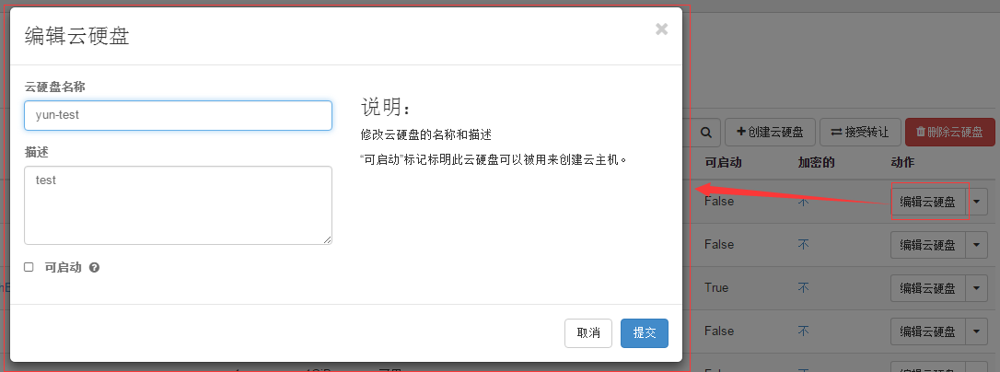 编辑云硬盘
×
云硬盘名称
yun-test
描述
test
可启动
说明：
修改云硬盘的名称和描述
“可启动”标记标明此云硬盘可以被用来创建云主机。
取消 提交
创建云硬盘 接受转让 删除云硬盘
可启动 加密的 动作
False 不 编辑云硬盘
False 不 编辑云硬盘
True 不 编辑云硬盘
False 不 编辑云硬盘